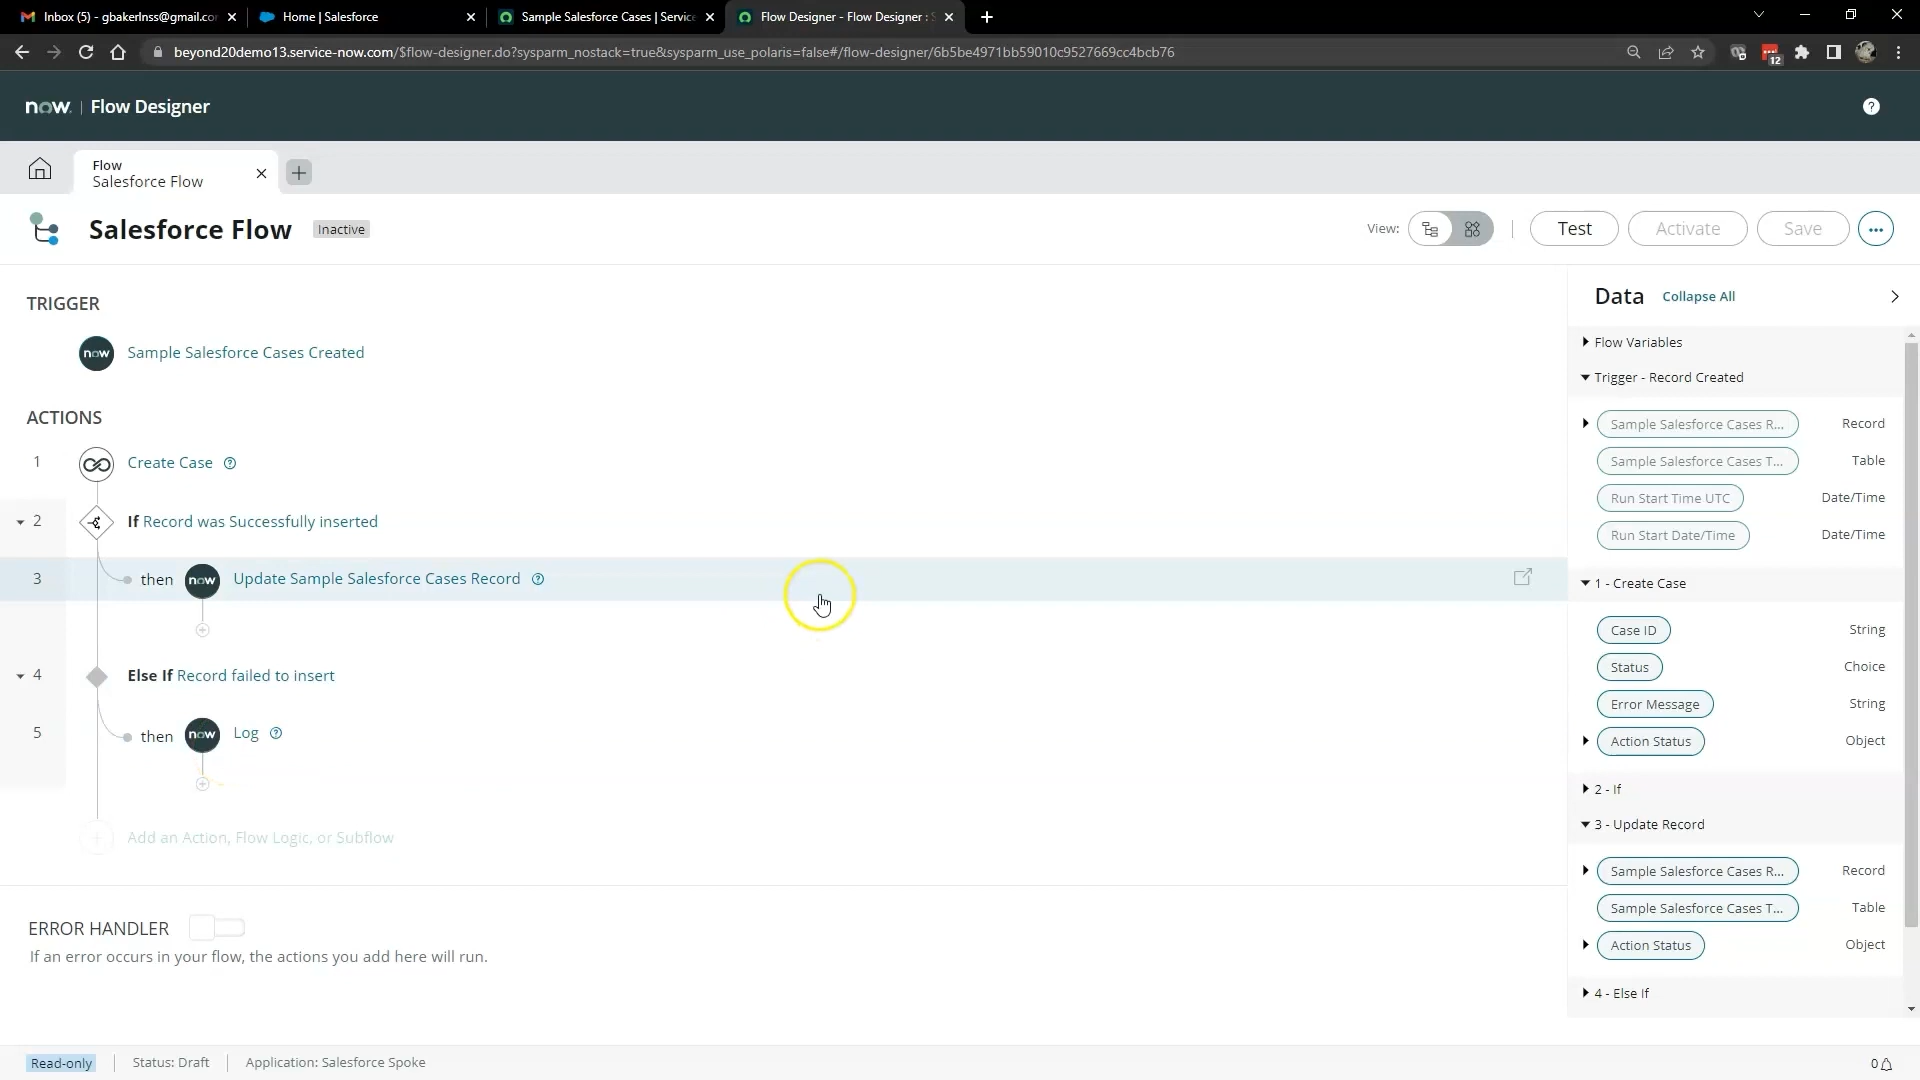 Inbox (5) - gbakerlnss@gmail.co
Home | Salesforce
Sample Salesforce Cases | Servic
Flow Designer - Flow Designer : S
beyond20demo13.service-now.com/$flow-designer.do?sysparm_nostack=true&sysparm_use_polaris=false#/flow-designer/6b5be4971bb59010c9527669cc4bcb76
12
now. | Flow Designer
Flow
Salesforce Flow
Salesforce Flow Inactive
View:
Test
Activate
Save
TRIGGER
now Sample Salesforce Cases Created
ACTIONS
1 Create Case
2 If Record was Successfully inserted
3 then now Update Sample Salesforce Cases Record
4 Else If Record failed to insert
5 then now Log
Add an Action, Flow Logic, or Subflow
ERROR HANDLER
If an error occurs in your flow, the actions you add here will run.
Data Collapse All
Flow Variables
Trigger - Record Created
Sample Salesforce Cases R... Record
Sample Salesforce Cases T... Table
Run Start Time UTC Date/Time
Run Start Date/Time Date/Time
1 - Create Case
Case ID String
Status Choice
Error Message String
Action Status Object
2 - If
3 - Update Record
Sample Salesforce Cases R... Record
Sample Salesforce Cases T... Table
Action Status Object
4 - Else If
Read-only Status: Draft Application: Salesforce Spoke
0